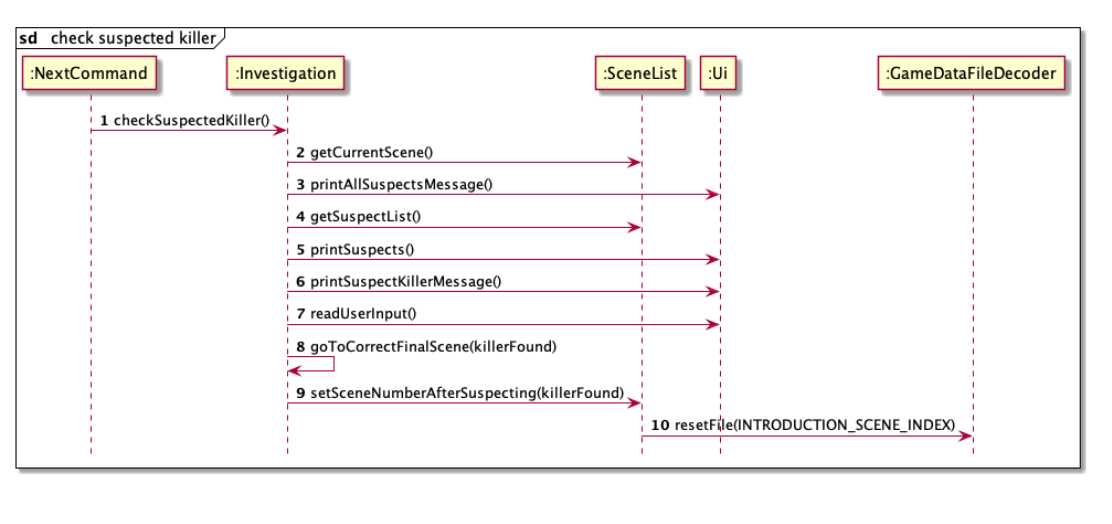 sd check suspected killer
:NextCommand
:Investigation
:SceneList
:Ui
:GameDataFileDecoder
1 checkSuspectedKiller()
2 getCurrentScene()
3 printAllSuspectsMessage()
4 getSuspectList()
5 printSuspects()
6 printSuspectKillerMessage()
7 readUserInput()
8 goToCorrectFinalScene(killerFound)
9 setSceneNumberAfterSuspecting(killerFound)
10 resetFile(INTRODUCTION_SCENE_INDEX)